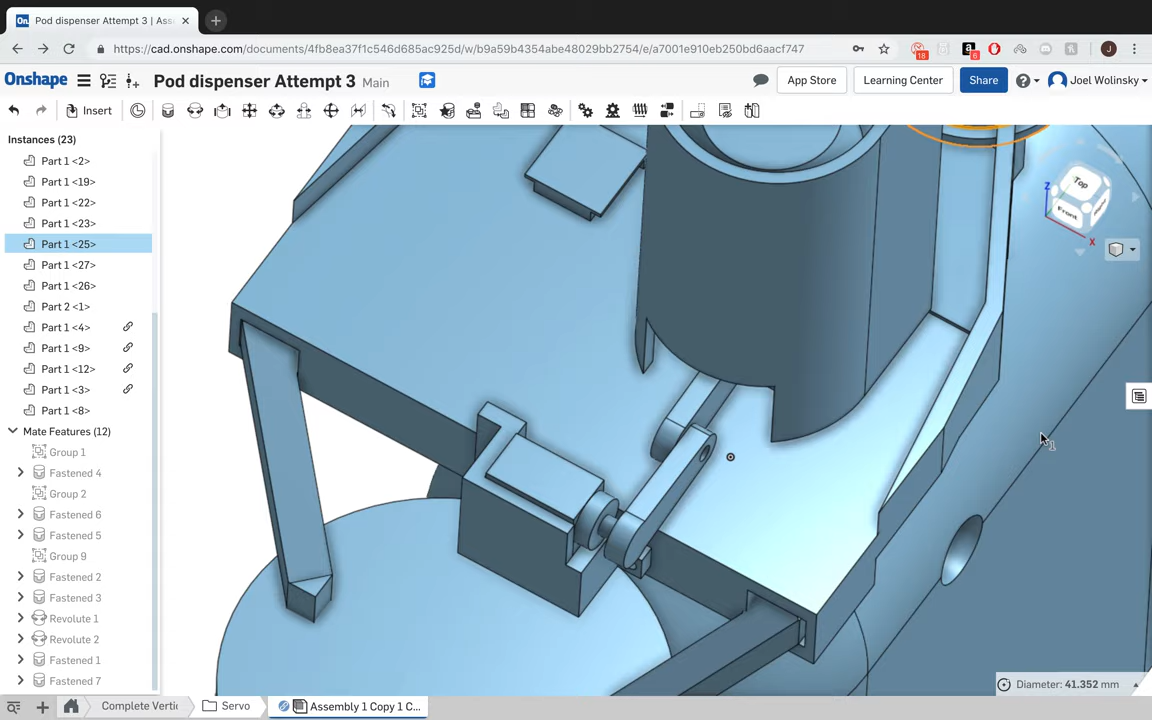 On. Pod dispenser Attempt 3 | Ass
https://cad.onshape.com/documents/4fb8ea37f1c546d685ac925d/w/b9a59b4354abe48029bb2754/e/a7001e910eb250bd6aacf747
18
a
6
J
Onshape
Pod dispenser Attempt 3 Main
App Store
Learning Center
Share
Joel Wolinsky
Insert
Instances (23)
Part 1 <2>
Part 1 <19>
Part 1 <22>
Part 1 <23>
Part 1 <25>
Part 1 <27>
Part 1 <26>
Part 2 <1>
Part 1 <4>
Part 1 <9>
Part 1 <12>
Part 1 <3>
Part 1 <8>
Mate Features (12)
Group 1
Fastened 4
Group 2
Fastened 6
Fastened 5
Group 9
Fastened 2
Fastened 3
Revolute 1
Revolute 2
Fastened 1
Fastened 7
Top
Z
Front
X
Diameter: 41.352 mm
Complete Vertic
Servo
Assembly 1 Copy 1 C...